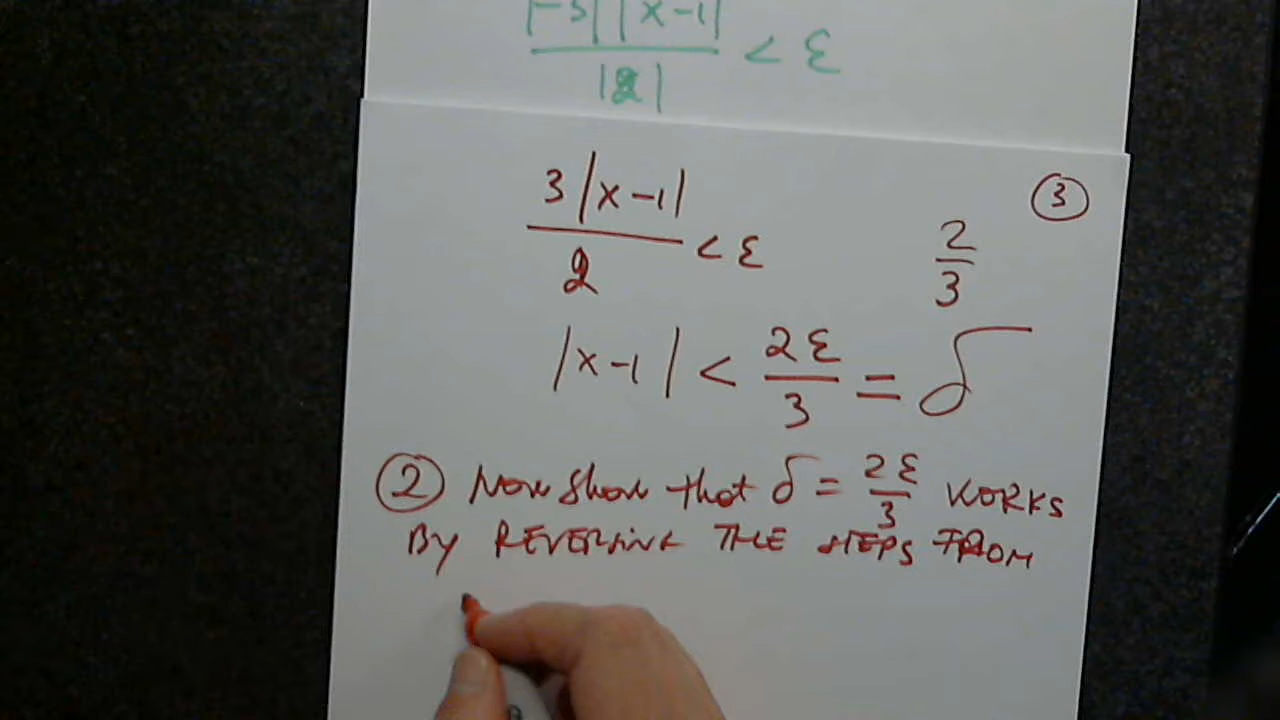 |-3| |x-1|
|2| < ε
3|x-1|
2 < ε
③
2
3
|x-1| < 2ε/3 = δ
② Now show that δ = 2ε/3 WORKS
By REVERSING THE STEPS FROM